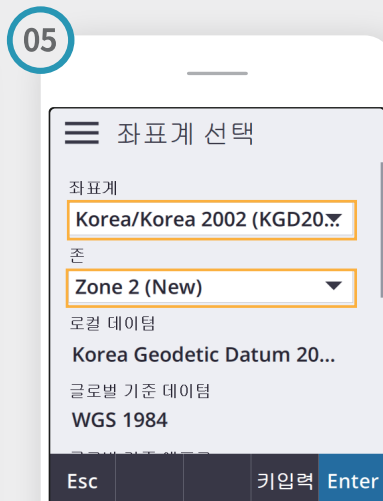 05
좌표계 선택
좌표계
Korea/Korea 2002 (KGD20...
존
Zone 2 (New)
로컬 데이텀
Korea Geodetic Datum 20...
글로벌 기준 데이텀
WGS 1984
Esc 키입력 Enter